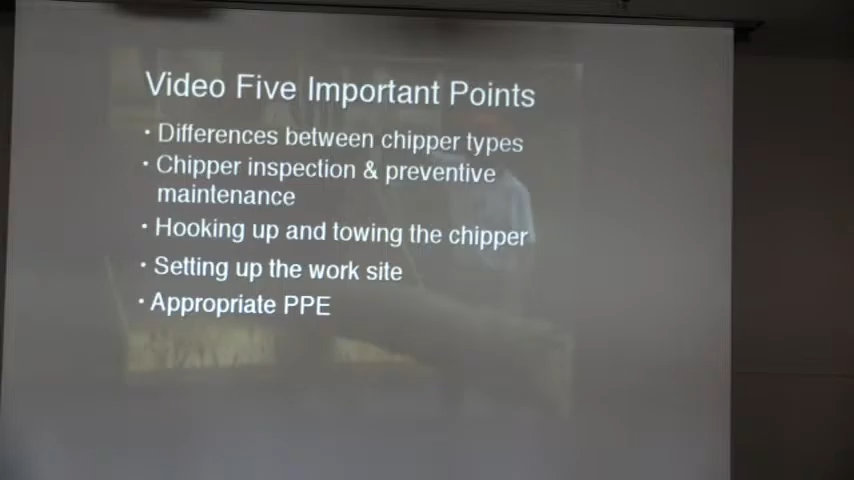 Video Five Important Points
· Differences between chipper types
· Chipper inspection & preventive
maintenance
· Hooking up and towing the chipper
· Setting up the work site
· Appropriate PPE